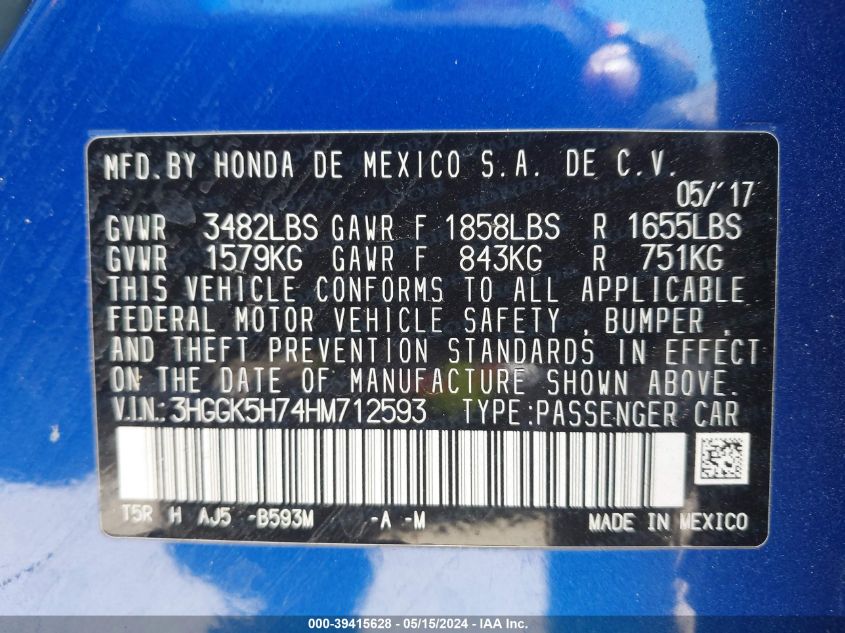 MFD.BY HONDA DE MEXICO S.A. DE C.V.
05/'17
GVWR 3482LBS GAWR F 1858LBS R 1655LBS
GVWR 1579KG GAWR F 843KG R 751KG
THIS VEHICLE CONFORMS TO ALL APPLICABLE
FEDERAL MOTOR VEHICLE SAFETY , BUMPER ,
AND THEFT PREVENTION STANDARDS IN EFFECT
ON THE DATE OF MANUFACTURE SHOWN ABOVE.
V.I.N.: 3HGGK5H74HM712593 TYPE:PASSENGER CAR
T5R H AJ5 -B593M -A -M MADE IN MEXICO
000-39415628 - 05/15/2024 - IAA Inc.